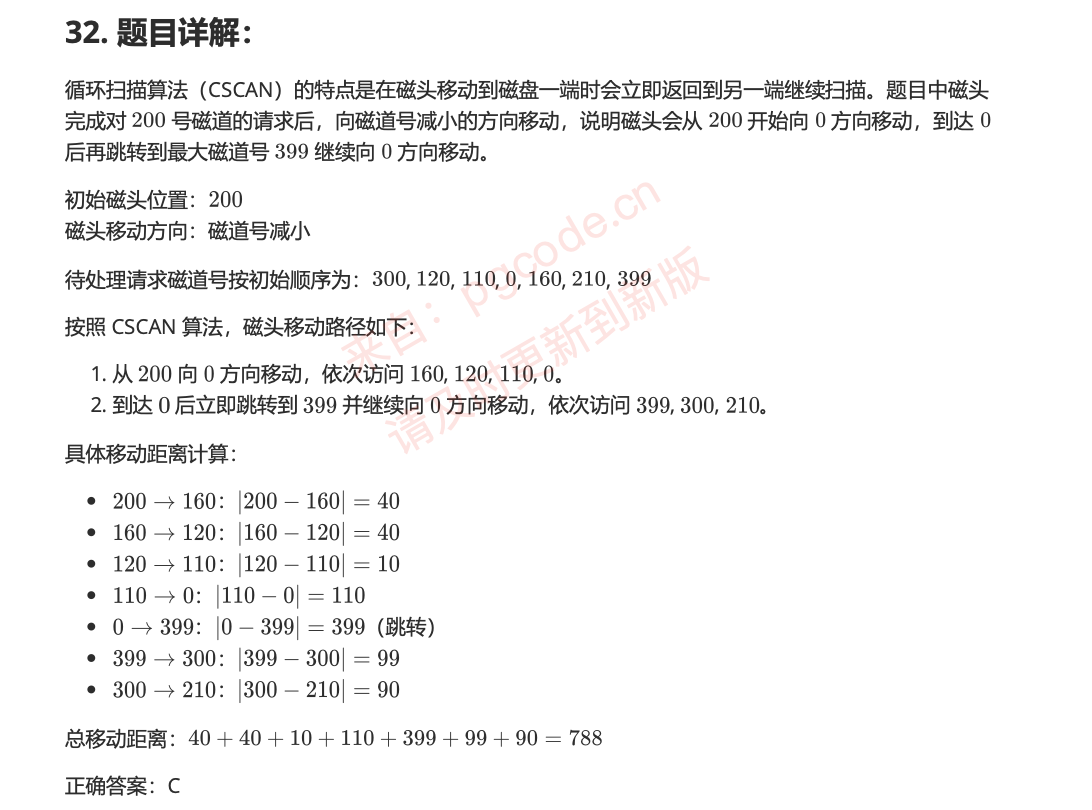 32. 题目详解：
循环扫描算法（CSCAN）的特点是在磁头移动到磁盘一端时会立即返回到另一端继续扫描。题目中磁头
完成对 200 号磁道的请求后，向磁道号减小的方向移动，说明磁头会从 200 开始向 0 方向移动，到达 0
后再跳转到最大磁道号 399 继续向 0 方向移动。
初始磁头位置：200
磁头移动方向：磁道号减小
待处理请求磁道号按初始顺序为：300, 120, 110, 0, 160, 210, 399
按照 CSCAN 算法，磁头移动路径如下：
1. 从 200 向 0 方向移动，依次访问 160, 120, 110, 0。
2. 到达 0 后立即跳转到 399 并继续向 0 方向移动，依次访问 399, 300, 210。
具体移动距离计算：
• 200 → 160：|200 − 160| = 40
• 160 → 120：|160 − 120| = 40
• 120 → 110：|120 − 110| = 10
• 110 → 0：|110 − 0| = 110
• 0 → 399：|0 − 399| = 399（跳转）
• 399 → 300：|399 − 300| = 99
• 300 → 210：|300 − 210| = 90
总移动距离：40 + 40 + 10 + 110 + 399 + 99 + 90 = 788
正确答案：C
来自：pgcode.cn
请及时更新到新版